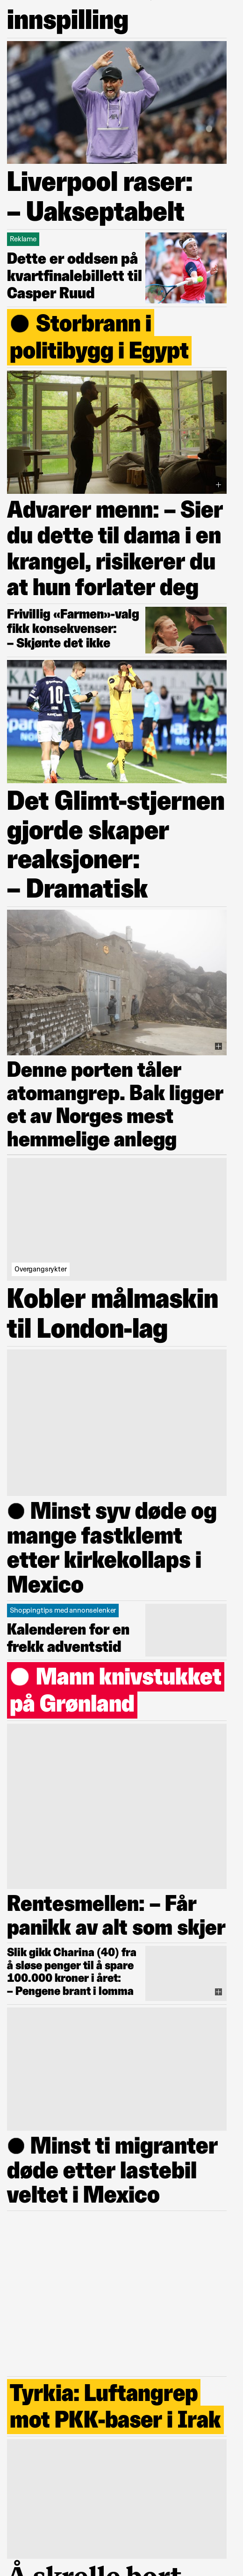 innspilling
Liverpool raser:
– Uakseptabelt
Reklame
Dette er oddsen på
kvartfinalebillett til
Casper Ruud
● Storbrann i
politibygg i Egypt
Advarer menn: – Sier
du dette til dama i en
krangel, risikerer du
at hun forlater deg
Frivillig «Farmen»-valg
fikk konsekvenser:
– Skjønte det ikke
Det Glimt-stjernen
gjorde skaper
reaksjoner:
– Dramatisk
Denne porten tåler
atomangrep. Bak ligger
et av Norges mest
hemmelige anlegg
Overgangsrykter
Kobler målmaskin
til London-lag
● Minst syv døde og
mange fastklemt
etter kirkekollaps i
Mexico
Shoppingtips med annonselenker
Kalenderen for en
frekk adventstid
● Mann knivstukket
på Grønland
Rentesmellen: – Får
panikk av alt som skjer
Slik gikk Charina (40) fra
å sløse penger til å spare
100.000 kroner i året:
– Pengene brant i lomma
● Minst ti migranter
døde etter lastebil
veltet i Mexico
Tyrkia: Luftangrep
mot PKK-baser i Irak
Å skrelle bort